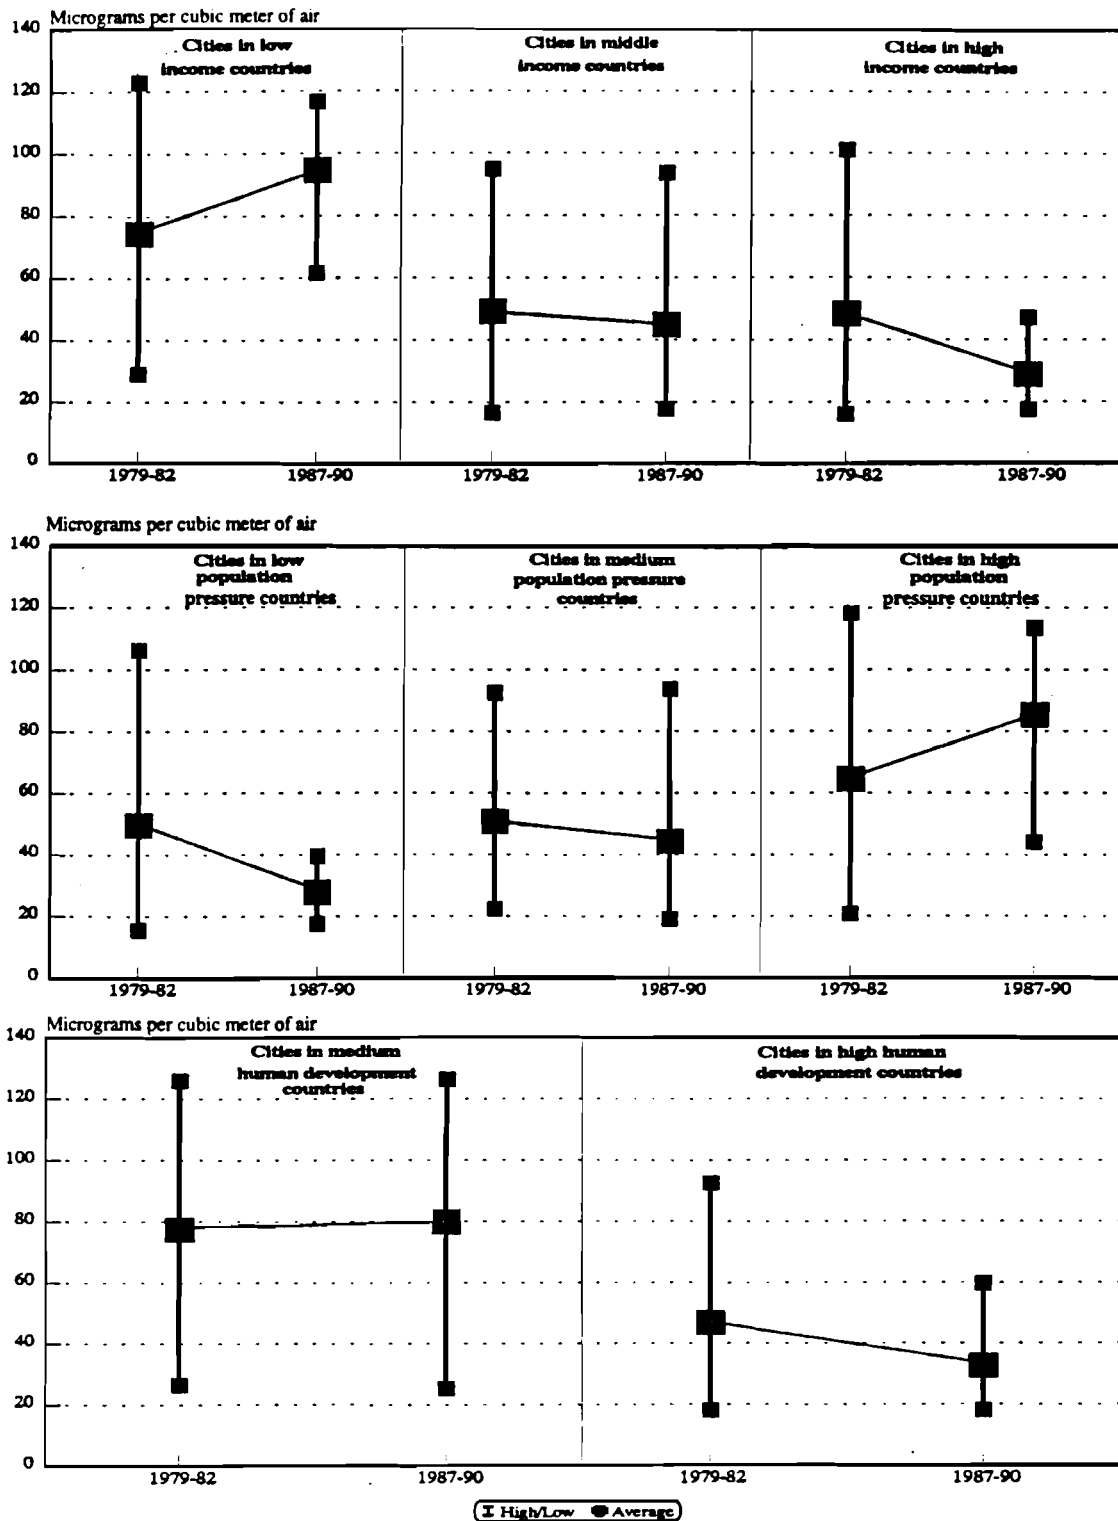 Micrograms per cubic meter of air
140
120
100
80
60
40
20
0
Cities in low
income countries
Cities in middle
income countries
Cities in high
income countries
1979-82
1987-90
1979-82
1987-90
1979-82
1987-90
Micrograms per cubic meter of air
140
120
100
80
60
40
20
0
Cities in low
population
pressure countries
Cities in medium
population pressure
countries
Cities in high
population
pressure countries
1979-82
1987-90
1979-82
1987-90
1979-82
1987-90
Micrograms per cubic meter of air
140
120
100
80
60
40
20
0
Cities in medium
human development
countries
Cities in high human
development countries
1979-82
1987-90
1979-82
1987-90
High/Low Average